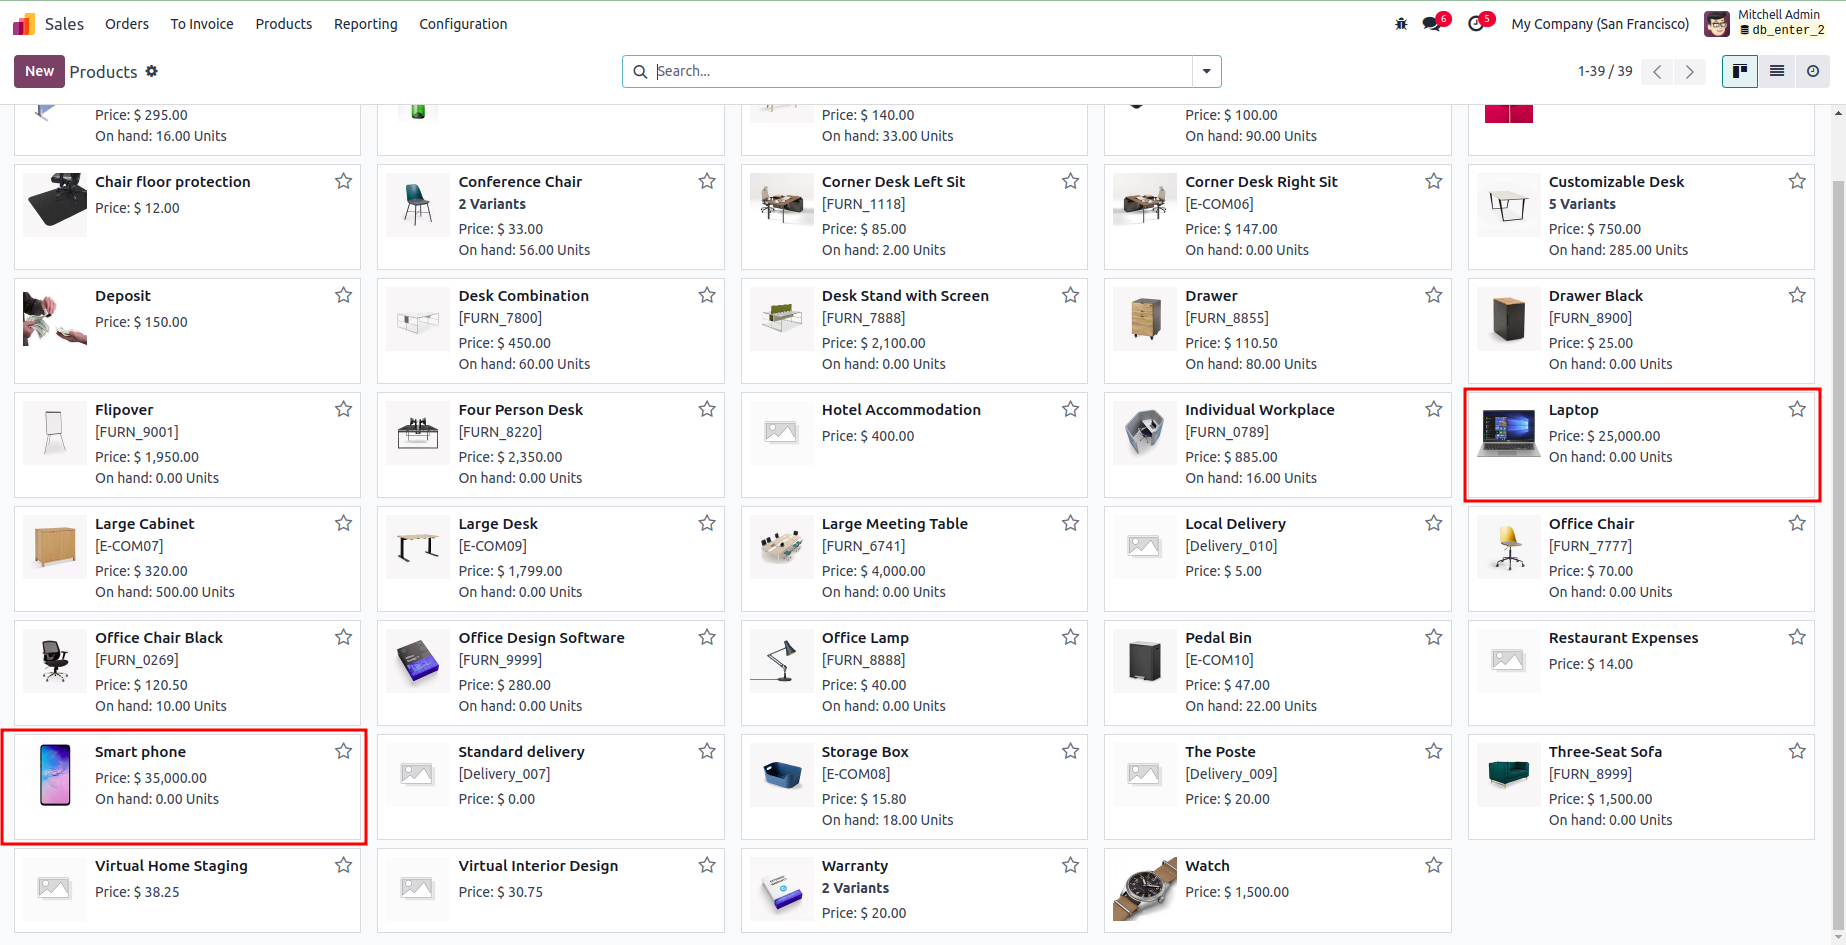 Sales Orders To Invoice Products Reporting Configuration 6 5 My Company (San Francisco) Mitchell Admin
db_enter_2
New Products Search... 1-39 / 39
Price: $ 295.00
On hand: 16.00 Units
Price: $ 140.00
On hand: 33.00 Units
Price: $ 100.00
On hand: 90.00 Units
Chair floor protection
Price: $ 12.00
Conference Chair
2 Variants
Price: $ 33.00
On hand: 56.00 Units
Corner Desk Left Sit
[FURN_1118]
Price: $ 85.00
On hand: 2.00 Units
Corner Desk Right Sit
[E-COM06]
Price: $ 147.00
On hand: 0.00 Units
Customizable Desk
5 Variants
Price: $ 750.00
On hand: 285.00 Units
Deposit
Price: $ 150.00
Desk Combination
[FURN_7800]
Price: $ 450.00
On hand: 60.00 Units
Desk Stand with Screen
[FURN_7888]
Price: $ 2,100.00
On hand: 0.00 Units
Drawer
[FURN_8855]
Price: $ 110.50
On hand: 80.00 Units
Drawer Black
[FURN_8900]
Price: $ 25.00
On hand: 0.00 Units
Flipover
[FURN_9001]
Price: $ 1,950.00
On hand: 0.00 Units
Four Person Desk
[FURN_8220]
Price: $ 2,350.00
On hand: 0.00 Units
Hotel Accommodation
Price: $ 400.00
Individual Workplace
[FURN_0789]
Price: $ 885.00
On hand: 16.00 Units
Laptop
Price: $ 25,000.00
On hand: 0.00 Units
Large Cabinet
[E-COM07]
Price: $ 320.00
On hand: 500.00 Units
Large Desk
[E-COM09]
Price: $ 1,799.00
On hand: 0.00 Units
Large Meeting Table
[FURN_6741]
Price: $ 4,000.00
On hand: 0.00 Units
Local Delivery
[Delivery_010]
Price: $ 5.00
Office Chair
[FURN_7777]
Price: $ 70.00
On hand: 0.00 Units
Office Chair Black
[FURN_0269]
Price: $ 120.50
On hand: 10.00 Units
Office Design Software
[FURN_9999]
Price: $ 280.00
On hand: 0.00 Units
Office Lamp
[FURN_8888]
Price: $ 40.00
On hand: 0.00 Units
Pedal Bin
[E-COM10]
Price: $ 47.00
On hand: 22.00 Units
Restaurant Expenses
Price: $ 14.00
Smart phone
Price: $ 35,000.00
On hand: 0.00 Units
Standard delivery
[Delivery_007]
Price: $ 0.00
Storage Box
[E-COM08]
Price: $ 15.80
On hand: 18.00 Units
The Poste
[Delivery_009]
Price: $ 20.00
Three-Seat Sofa
[FURN_8999]
Price: $ 1,500.00
On hand: 0.00 Units
Virtual Home Staging
Price: $ 38.25
Virtual Interior Design
Price: $ 30.75
Warranty
2 Variants
Price: $ 20.00
Watch
Price: $ 1,500.00